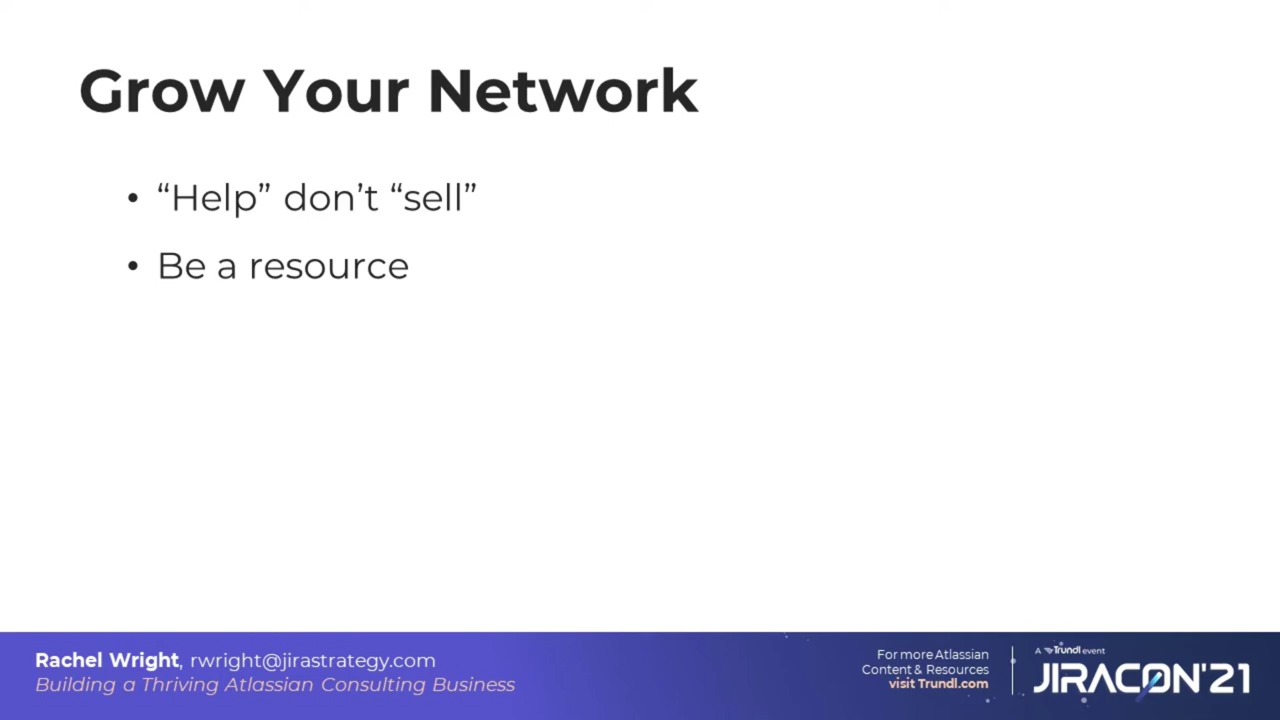 Grow Your Network
• “Help” don’t “sell”
• Be a resource
Rachel Wright, rwright@jirastrategy.com
Building a Thriving Atlassian Consulting Business
For more Atlassian
Content & Resources
visit Trundl.com
A Trundl event
JIRACON'21